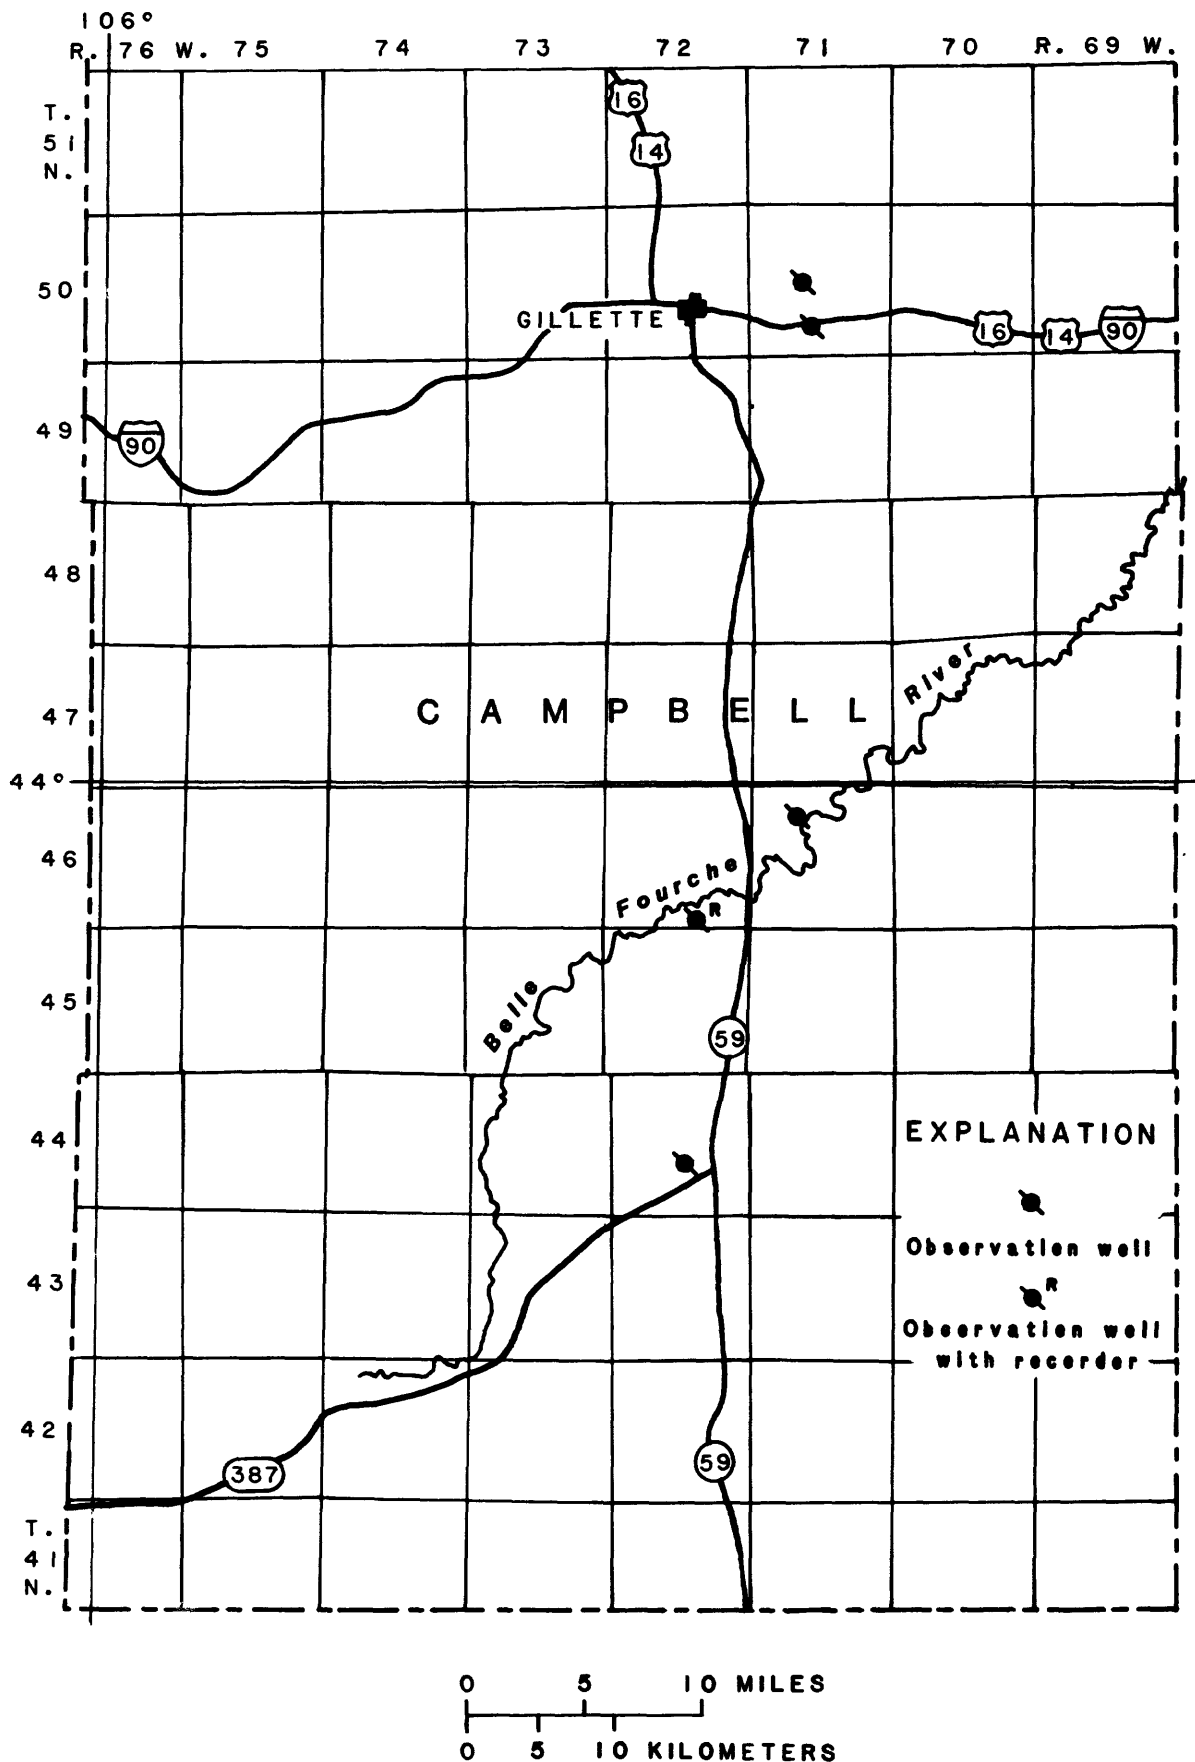 106°
R. 76 W. 75 74 73 72 71 70 R. 69 W.
T.
51
N.
16
14
50
GILLETTE
16
14
90
49
90
48
River
47
CAMPBELL
44°
46
Fourche
R
45
Belle
59
44
EXPLANATION
Observation well
43
R
Observation well
with recorder
42
387
59
T.
41
N.
0 5 10 MILES
0 5 10 KILOMETERS